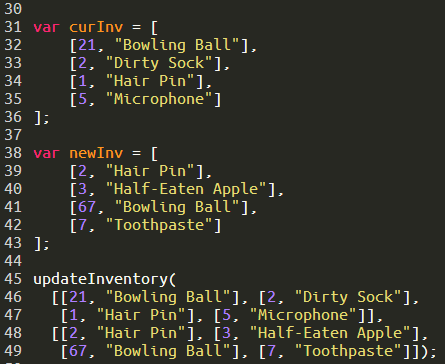 30
31 var curInv = [
32     [21, "Bowling Ball"],
33     [2, "Dirty Sock"],
34     [1, "Hair Pin"],
35     [5, "Microphone"]
36 ];
37
38 var newInv = [
39     [2, "Hair Pin"],
40     [3, "Half-Eaten Apple"],
41     [67, "Bowling Ball"],
42     [7, "Toothpaste"]
43 ];
44
45 updateInventory(
46   [[21, "Bowling Ball"], [2, "Dirty Sock"],
47    [1, "Hair Pin"], [5, "Microphone"]],
48   [[2, "Hair Pin"], [3, "Half-Eaten Apple"],
49    [67, "Bowling Ball"], [7, "Toothpaste"]]);